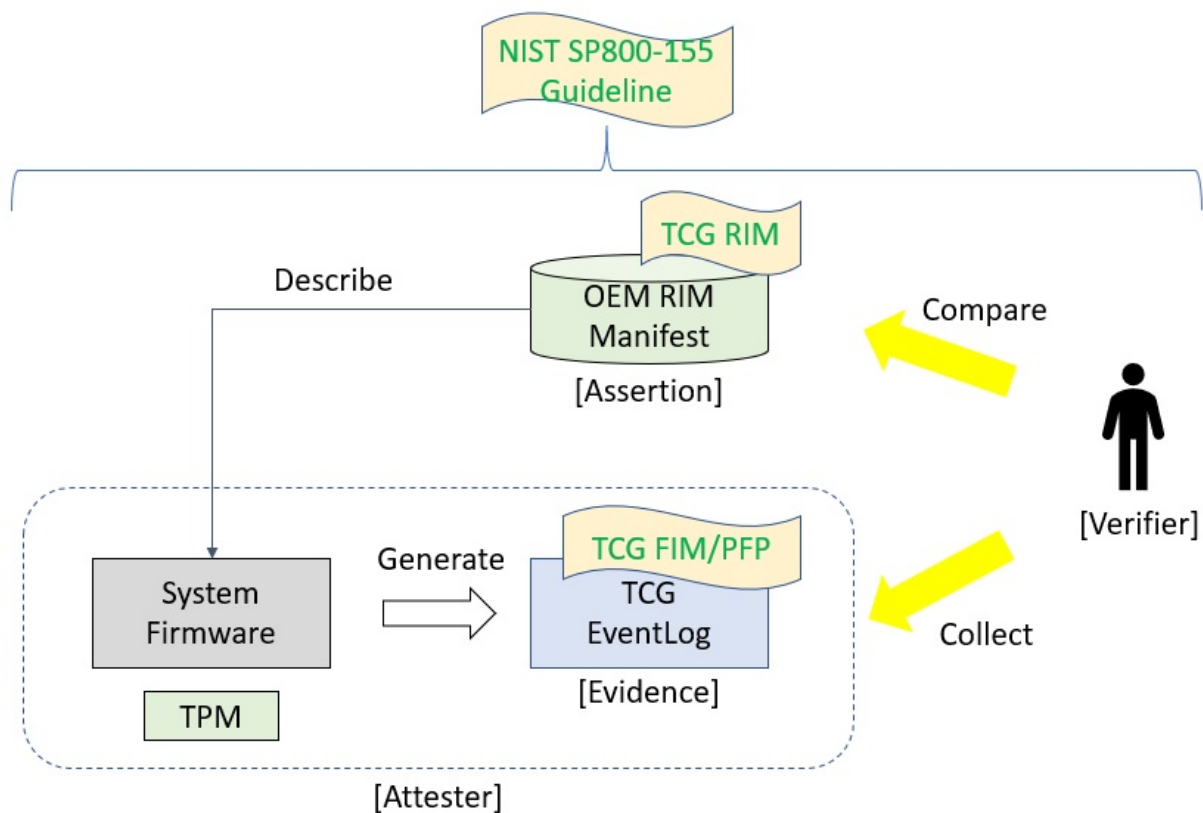 NIST SP800-155
Guideline
TCG RIM
Describe
OEM RIM
Manifest
Compare
[Assertion]
[Verifier]
TCG FIM/PFP
Generate
System
Firmware
TCG
EventLog
Collect
[Evidence]
TPM
[Attester]